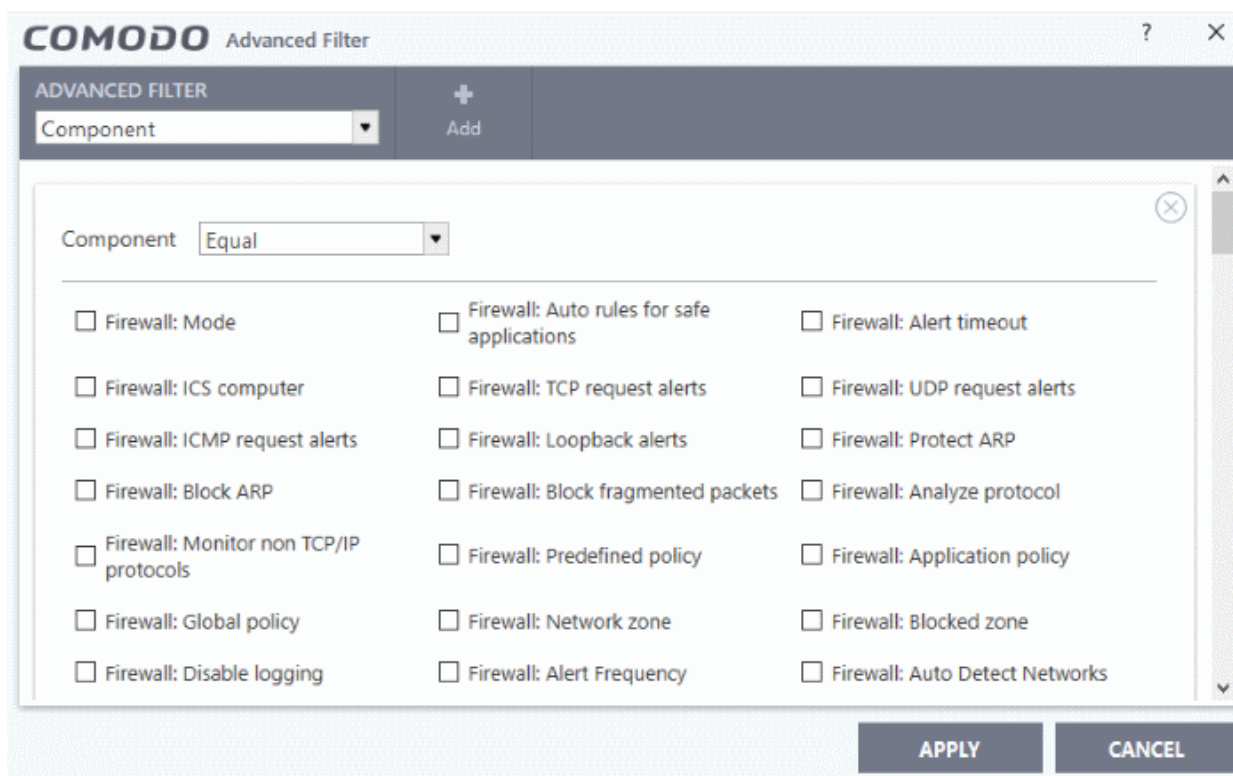 COMODO Advanced Filter ?
ADVANCED FILTER
Component
Add
Component Equal
Firewall: Mode
Firewall: Auto rules for safe
applications
Firewall: Alert timeout
Firewall: ICS computer
Firewall: TCP request alerts
Firewall: UDP request alerts
Firewall: ICMP request alerts
Firewall: Loopback alerts
Firewall: Protect ARP
Firewall: Block ARP
Firewall: Block fragmented packets
Firewall: Analyze protocol
Firewall: Monitor non TCP/IP
protocols
Firewall: Predefined policy
Firewall: Application policy
Firewall: Global policy
Firewall: Network zone
Firewall: Blocked zone
Firewall: Disable logging
Firewall: Alert Frequency
Firewall: Auto Detect Networks
APPLY
CANCEL